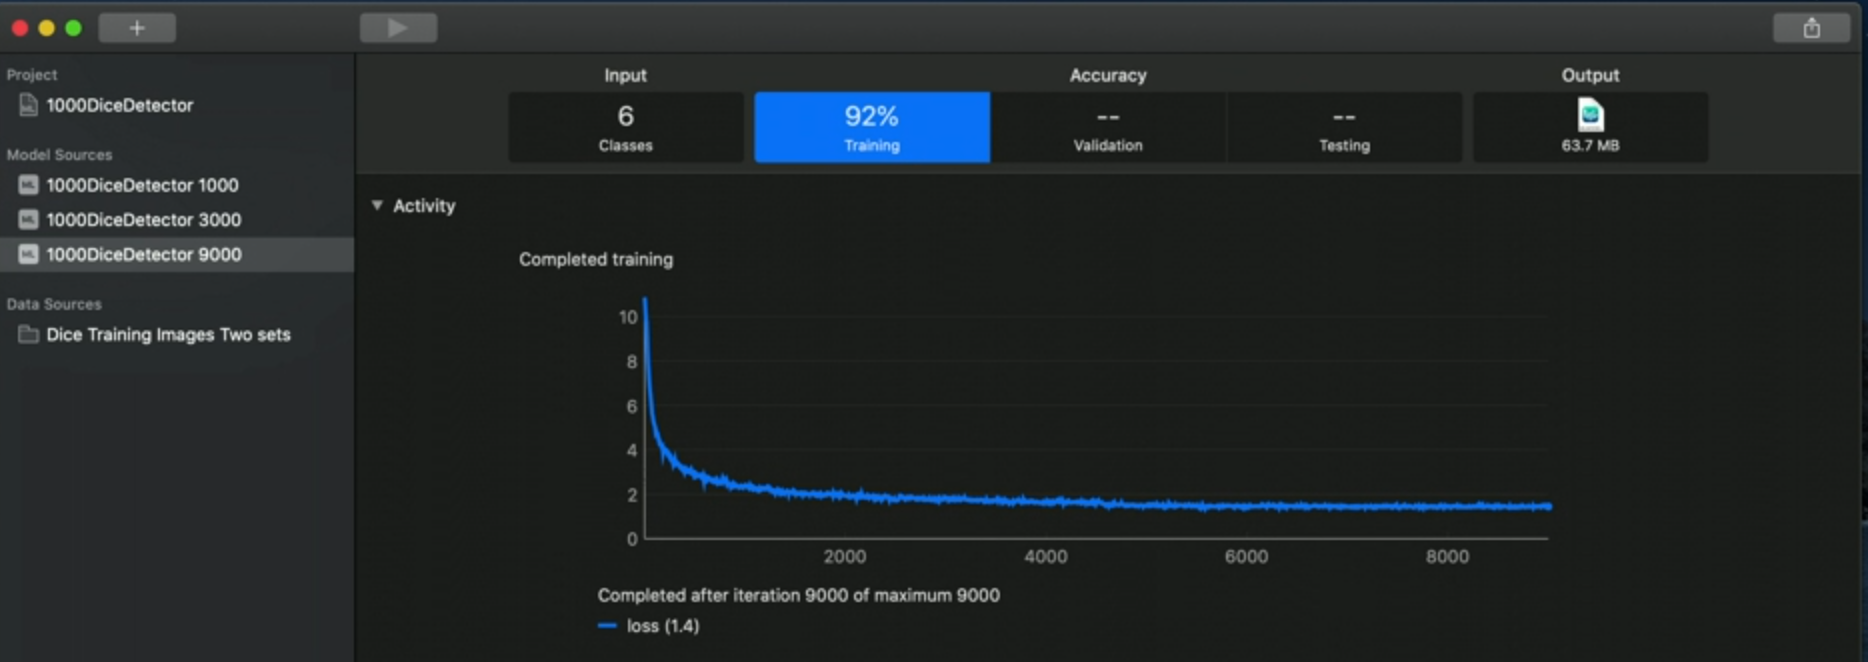 Project
1000DiceDetector
Model Sources
1000DiceDetector 1000
1000DiceDetector 3000
1000DiceDetector 9000
Data Sources
Dice Training Images Two sets
Input
6
Classes
Accuracy
92%
Training
--
Validation
--
Testing
Output
63.7 MB
Activity
Completed training
10
8
6
4
2
0
2000 4000 6000 8000
Completed after iteration 9000 of maximum 9000
loss (1.4)